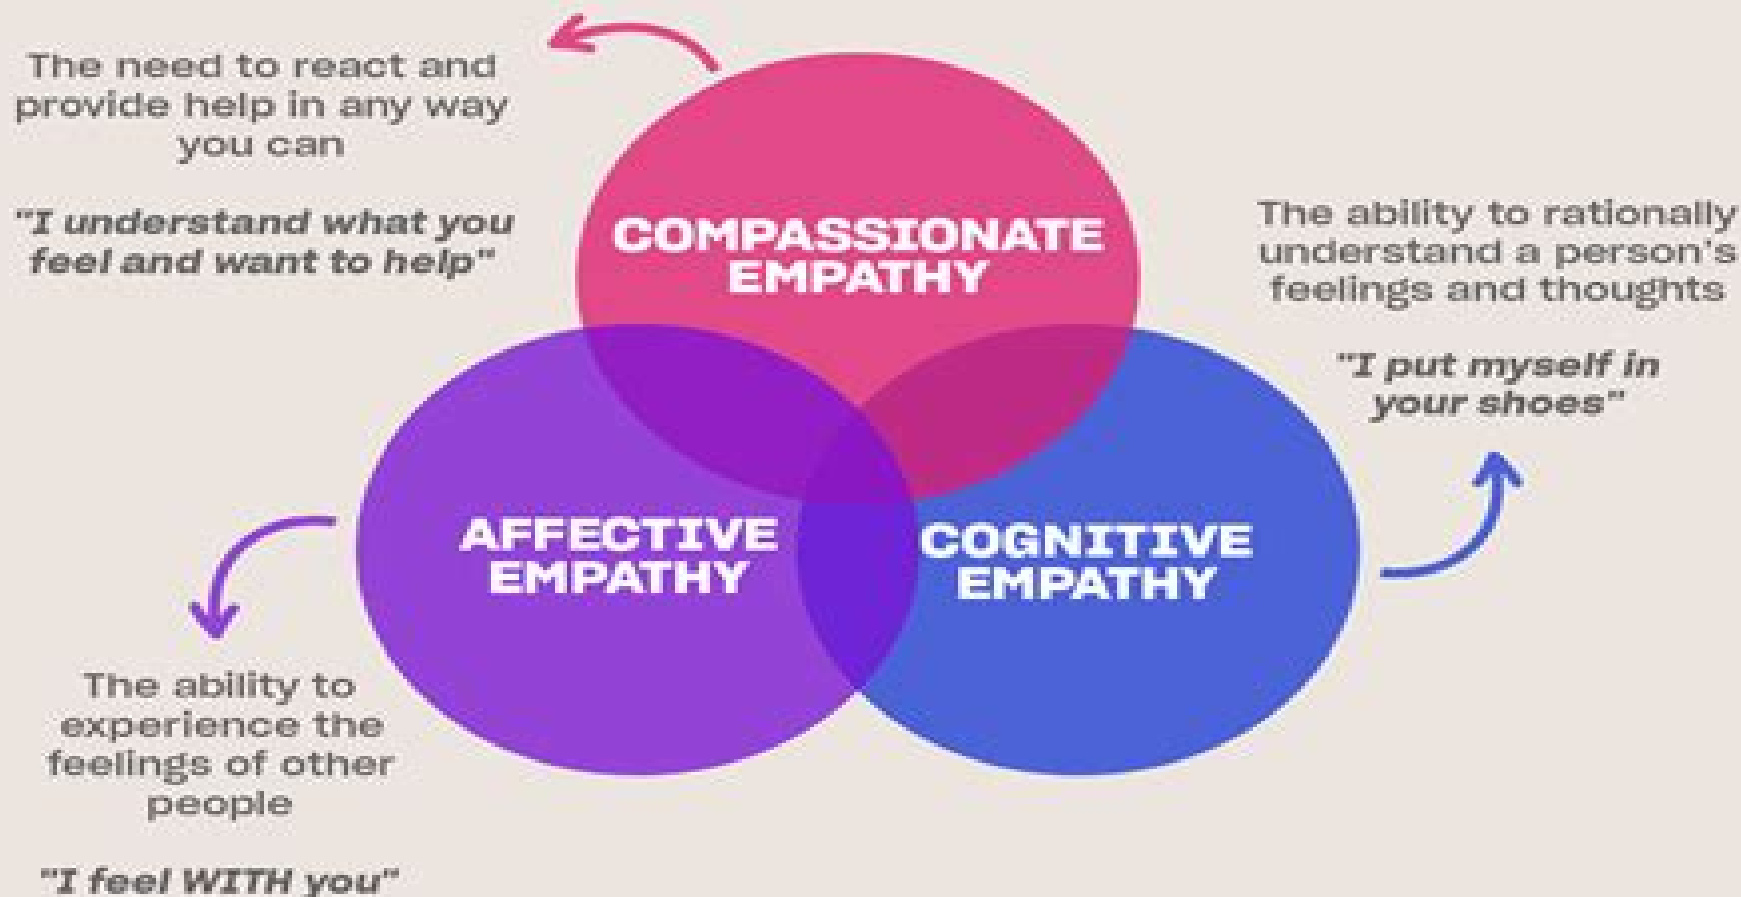 The need to react and
provide help in any way
you can
"I understand what you
feel and want to help"
COMPASSIONATE
EMPATHY
The ability to rationally
understand a person's
feelings and thoughts
"I put myself in
your shoes"
AFFECTIVE
EMPATHY
COGNITIVE
EMPATHY
The ability to
experience the
feelings of other
people
"I feel WITH you"